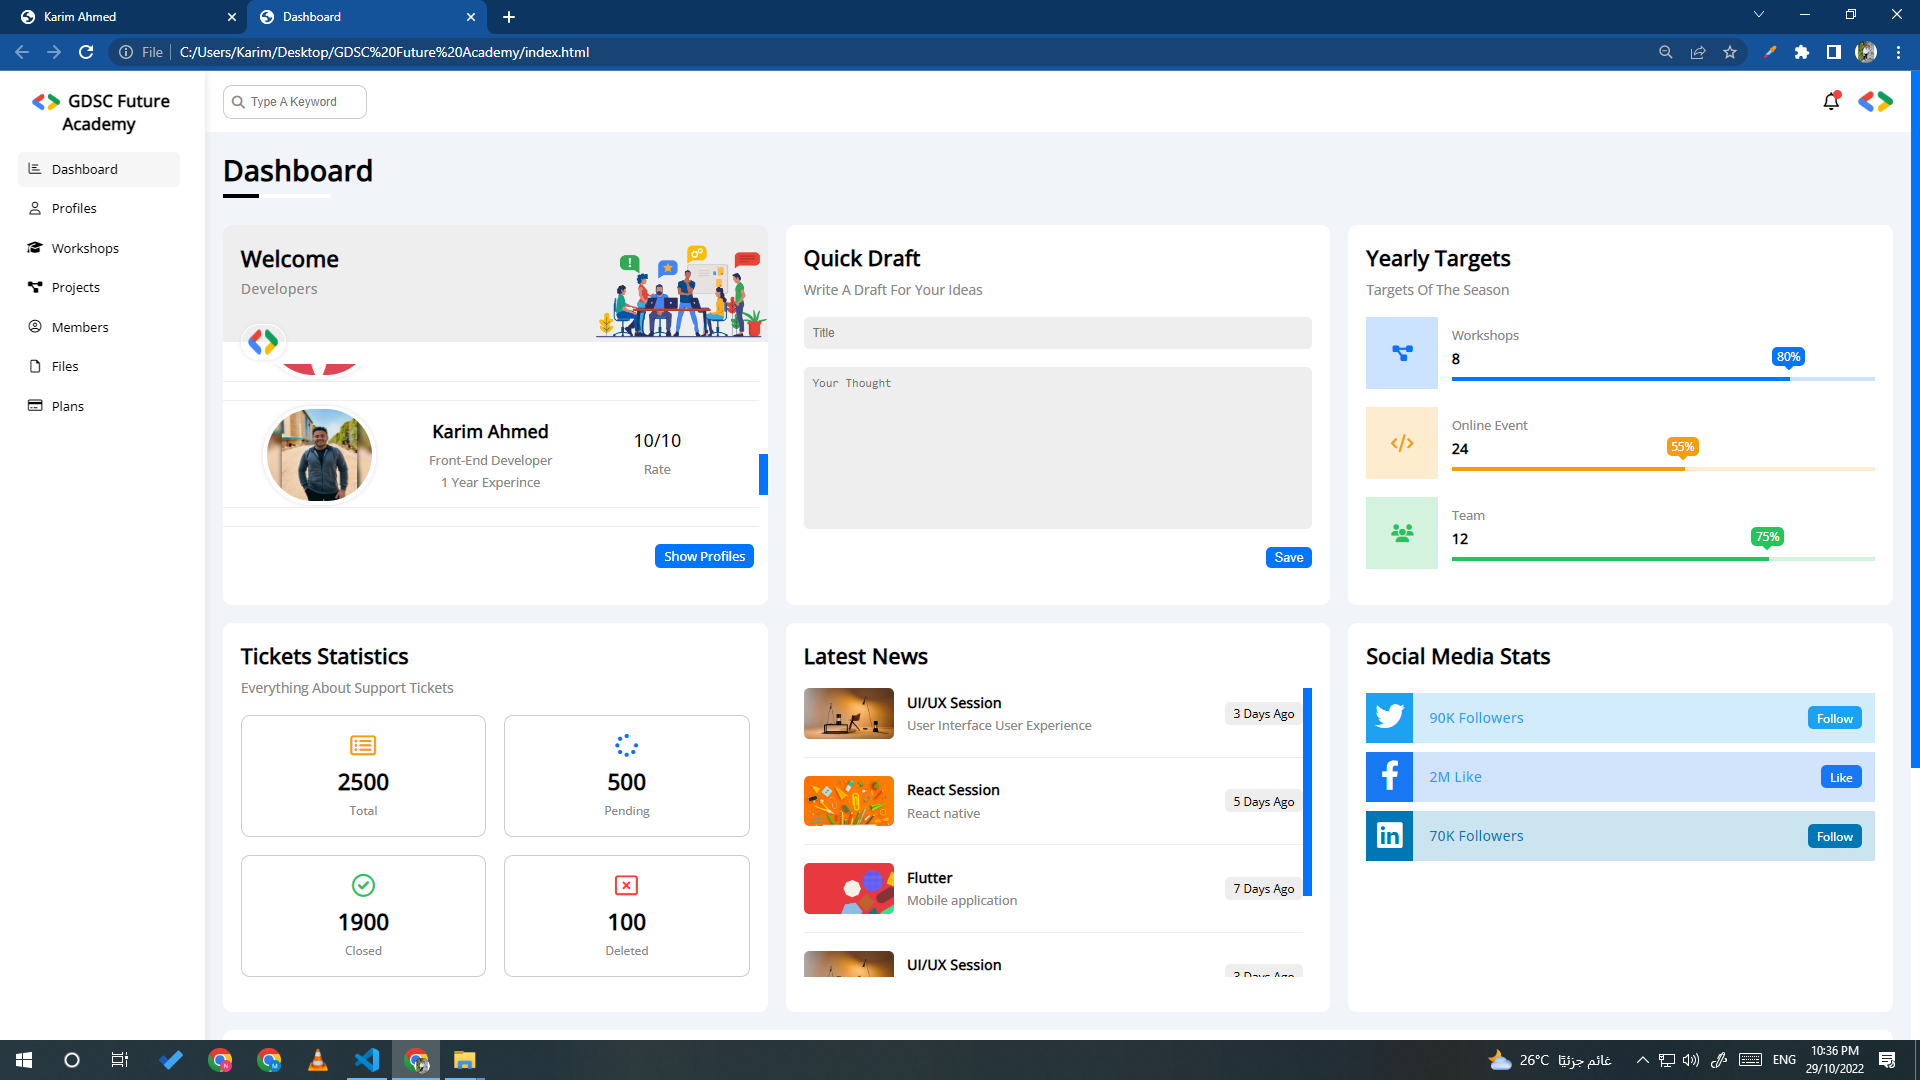 Karim Ahmed
Dashboard
File
C:/Users/Karim/Desktop/GDSC%20Future%20Academy/index.html
GDSC Future
Academy
Dashboard
Profiles
Workshops
Projects
Members
Files
Plans
Type A Keyword
Dashboard
Welcome
Developers
Karim Ahmed
Front-End Developer
1 Year Experince
10/10
Rate
Show Profiles
Quick Draft
Write A Draft For Your Ideas
Title
Your Thought
Save
Yearly Targets
Targets Of The Season
Workshops
8
80%
Online Event
24
55%
Team
12
75%
Tickets Statistics
Everything About Support Tickets
2500
Total
500
Pending
1900
Closed
100
Deleted
Latest News
UI/UX Session
User Interface User Experience
3 Days Ago
React Session
React native
5 Days Ago
Flutter
Mobile application
7 Days Ago
UI/UX Session
3 Days Ago
Social Media Stats
90K Followers
Follow
2M Like
Like
70K Followers
Follow
26°C غائم جزئيًا
ENG
10:36 PM
29/10/2022